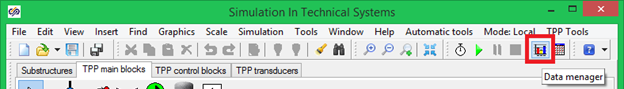 Simulation In Technical Systems
File Edit View Insert Find Graphics Scale Simulation Tools Window Help Automatic tools Mode: Local TPP Tools
Substructures TPP main blocks TPP control blocks TPP transducers
Data menager